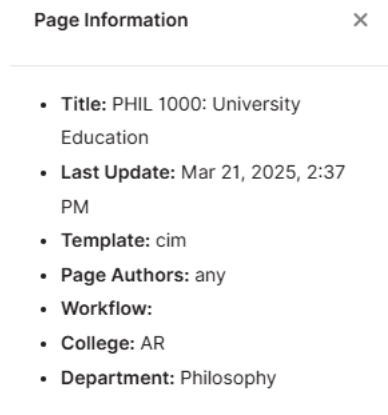 Page Information ×
• Title: PHIL 1000: University
Education
• Last Update: Mar 21, 2025, 2:37
PM
• Template: cim
• Page Authors: any
• Workflow:
• College: AR
• Department: Philosophy